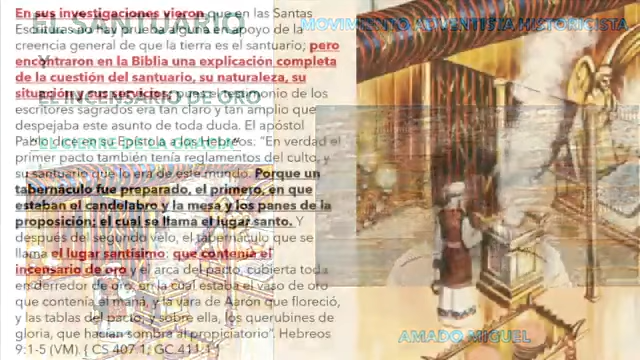 EL SANTUARIO
Y
EL INCENSARIO DE ORO
MOVIMIENTO ADVENTISTA HISTORICISTA
En sus investigaciones vieron que en las Santas
Escrituras no hay prueba alguna en apoyo de la
creencia general de que la tierra es el santuario; pero
encontraron en la Biblia una explicación completa
de la cuestión del santuario, su naturaleza, su
situación y sus servicios; pues el testimonio de los
escritores sagrados era tan claro y tan amplio que
despejaba este asunto de toda duda. El apóstol
Pablo dice en su Epístola a los Hebreos: "En verdad el
primer pacto también tenía reglamentos del culto, y
su santuario que lo era de este mundo. Porque un
tabernáculo fue preparado, el primero, en que
estaban el candelabro y la mesa y los panes de la
proposición; el cual se llama el lugar santo. Y
después del segundo velo, el tabernáculo que se
llama el lugar santísimo: que contenía el
incensario de oro y el arca del pacto, cubierta toda
en derredor de oro, en la cual estaba el vaso de oro
que contenía el maná, y la vara de Aarón que floreció,
y las tablas del pacto; y sobre ella, los querubines de
gloria, que hacían sombra al propiciatorio". Hebreos
9:1-5 (VM). { CS 407.1; GC 411.1 }
AMADO MIGUEL